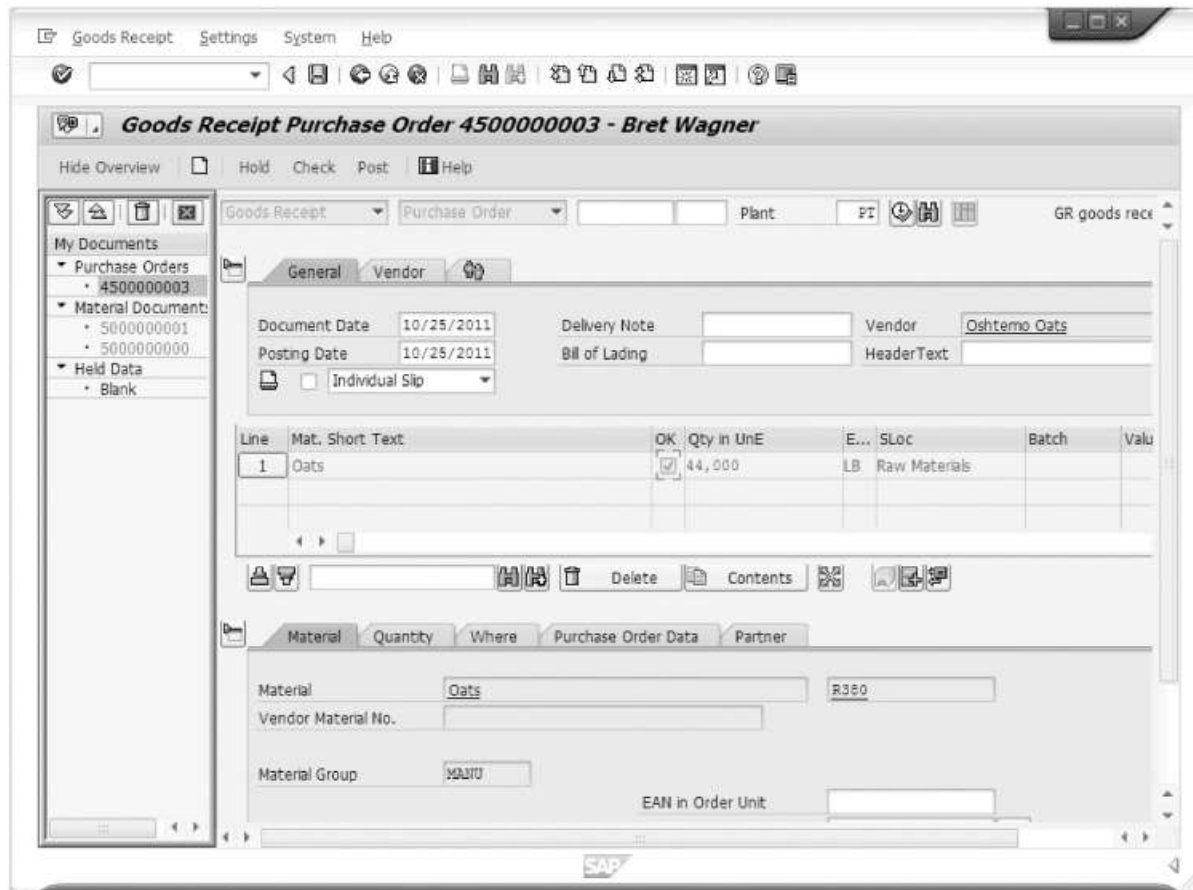 Goods Receipt Settings System Help
Goods Receipt Purchase Order 4500000003 - Bret Wagner
Hide Overview Hold Check Post Help
Goods Receipt Purchase Order Plant PT GR goods rece
My Documents
Purchase Orders
4500000003
Material Document:
5000000001
5000000000
Held Data
Blank
General Vendor
Document Date 10/25/2011 Delivery Note Vendor Oshtemo Oats
Posting Date 10/25/2011 Bill of Lading HeaderText
Individual Slip
Line Mat. Short Text OK Qty in UnE E... SLoc Batch Valu
1 Oats 44,000 LB Raw Materials
Delete Contents
Material Quantity Where Purchase Order Data Partner
Material Oats R380
Vendor Material No.
Material Group MANU
EAN in Order Unit
SAP